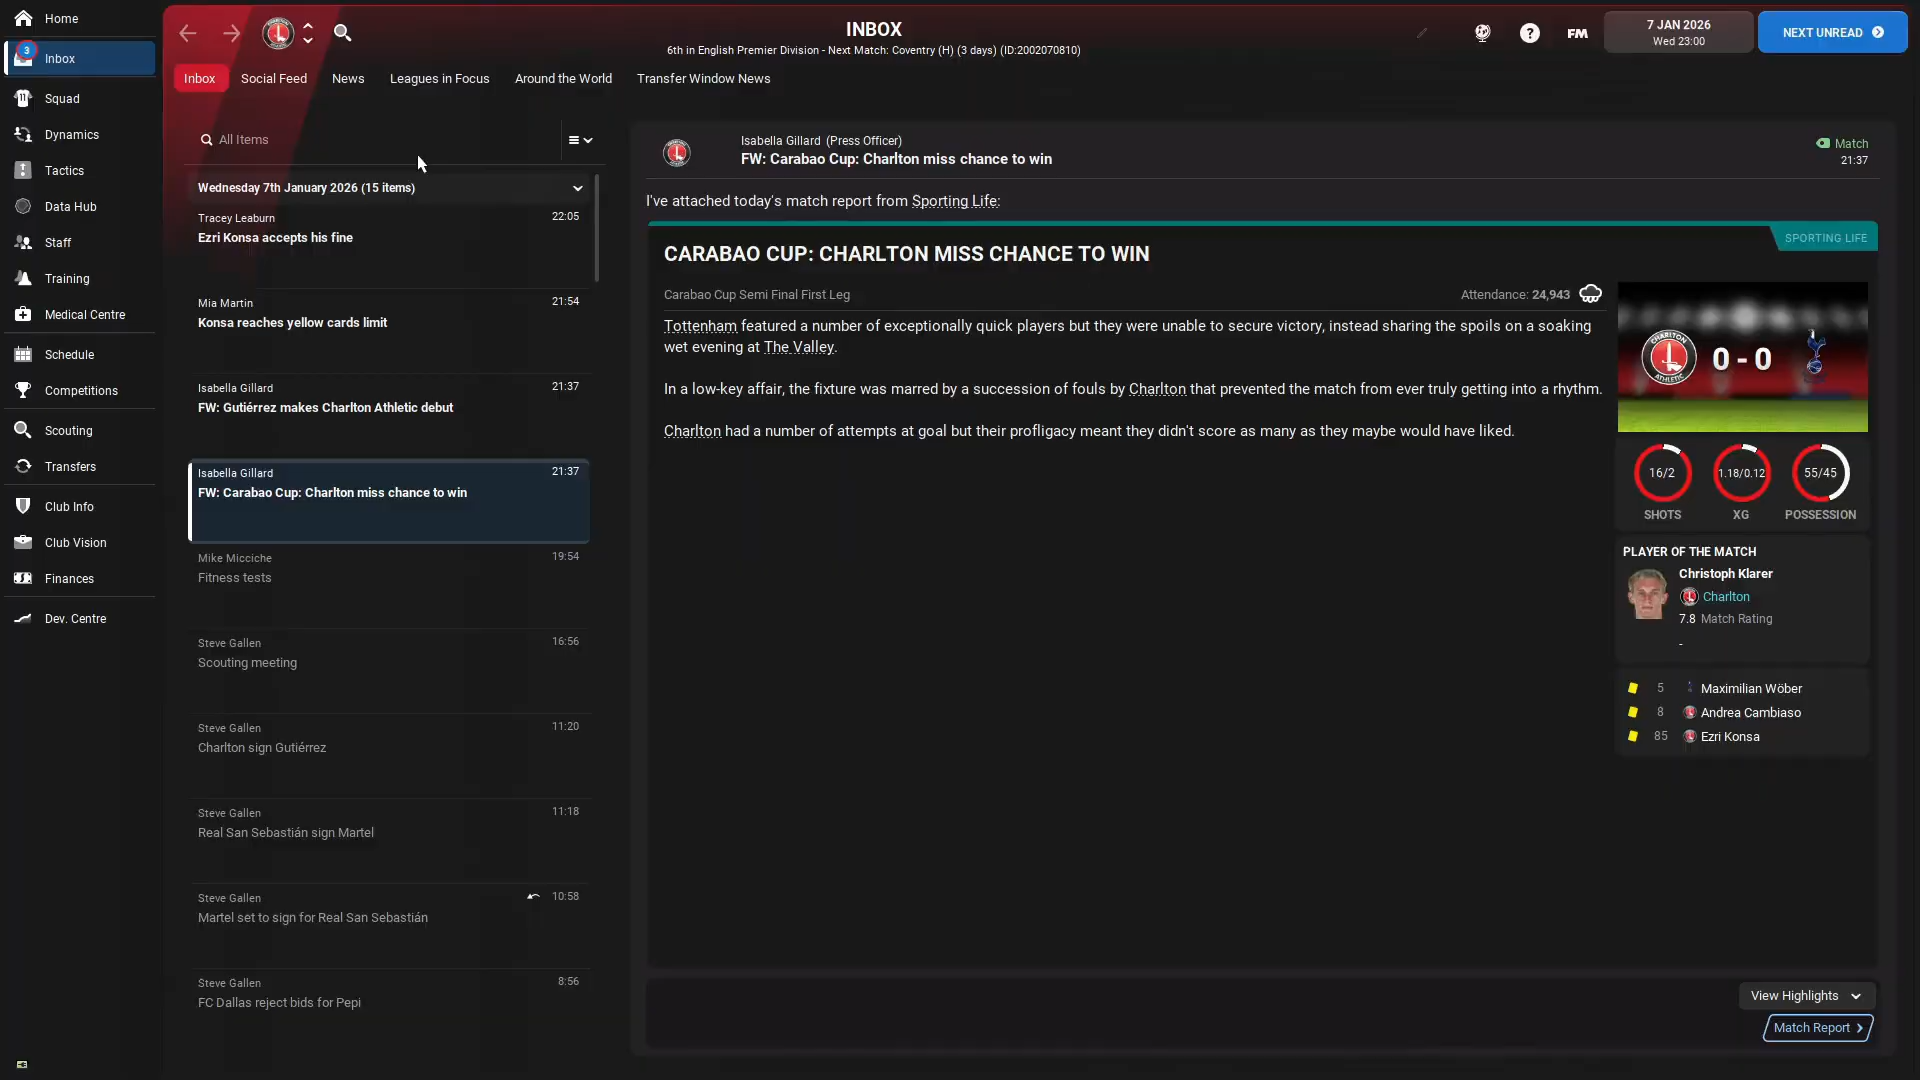 Home
3
Inbox
Squad
Dynamics
Tactics
Data Hub
Staff
Training
Medical Centre
Schedule
Competitions
Scouting
Transfers
Club Info
Club Vision
Finances
Dev. Centre
INBOX
6th in English Premier Division - Next Match: Coventry (H) (3 days) (ID:2002070810)
FM
7 JAN 2026
Wed 23:00
NEXT UNREAD
Inbox
Social Feed
News
Leagues in Focus
Around the World
Transfer Window News
All Items
Wednesday 7th January 2026 (15 items)
Tracey Leaburn 22:05
Ezri Konsa accepts his fine
Mia Martin 21:54
Konsa reaches yellow cards limit
Isabella Gillard 21:37
FW: Gutiérrez makes Charlton Athletic debut
Isabella Gillard 21:37
FW: Carabao Cup: Charlton miss chance to win
Mike Micciche 19:54
Fitness tests
Steve Gallen 16:56
Scouting meeting
Steve Gallen 11:20
Charlton sign Gutiérrez
Steve Gallen 11:18
Real San Sebastián sign Martel
Steve Gallen 10:58
Martel set to sign for Real San Sebastián
Steve Gallen 8:56
FC Dallas reject bids for Pepi
Isabella Gillard (Press Officer)
FW: Carabao Cup: Charlton miss chance to win
Match
21:37
I've attached today's match report from Sporting Life:
SPORTING LIFE
CARABAO CUP: CHARLTON MISS CHANCE TO WIN
Carabao Cup Semi Final First Leg
Attendance: 24,943
Tottenham featured a number of exceptionally quick players but they were unable to secure victory, instead sharing the spoils on a soaking
wet evening at The Valley.
In a low-key affair, the fixture was marred by a succession of fouls by Charlton that prevented the match from ever truly getting into a rhythm.
Charlton had a number of attempts at goal but their profligacy meant they didn't score as many as they maybe would have liked.
0 - 0
16/2
1.18/0.12
55/45
SHOTS
XG
POSSESSION
PLAYER OF THE MATCH
Christoph Klarer
Charlton
7.8 Match Rating
-
5 Maximilian Wöber
8 Andrea Cambiaso
85 Ezri Konsa
View Highlights
Match Report